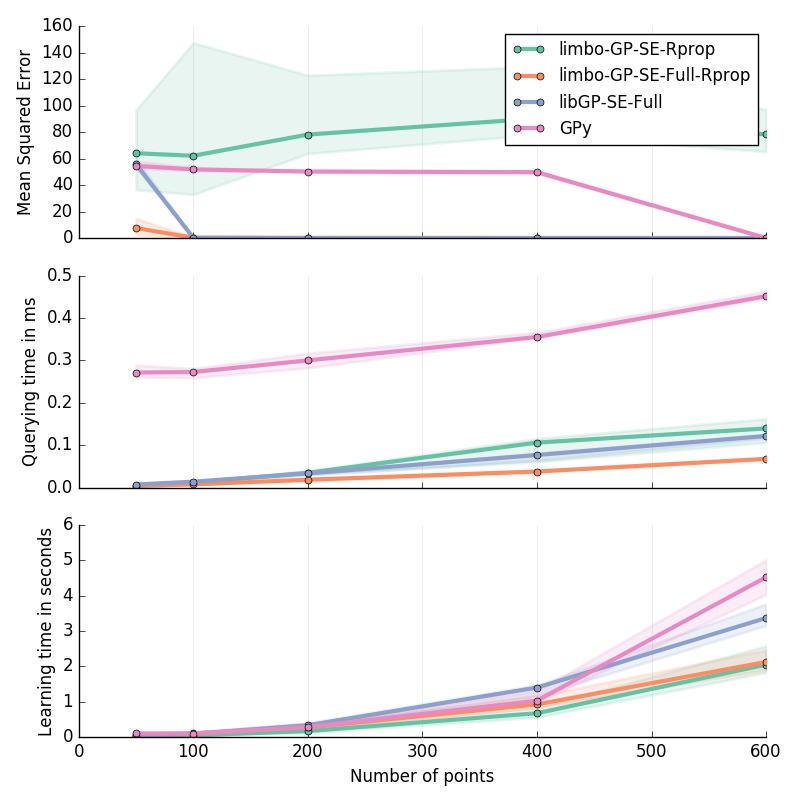 160
140
120
100
80
60
40
20
0
Mean Squared Error
limbo-GP-SE-Rprop
limbo-GP-SE-Full-Rprop
libGP-SE-Full
GPy
0.5
0.4
0.3
0.2
0.1
0.0
Querying time in ms
6
5
4
3
2
1
0
Learning time in seconds
0 100 200 300 400 500 600
Number of points